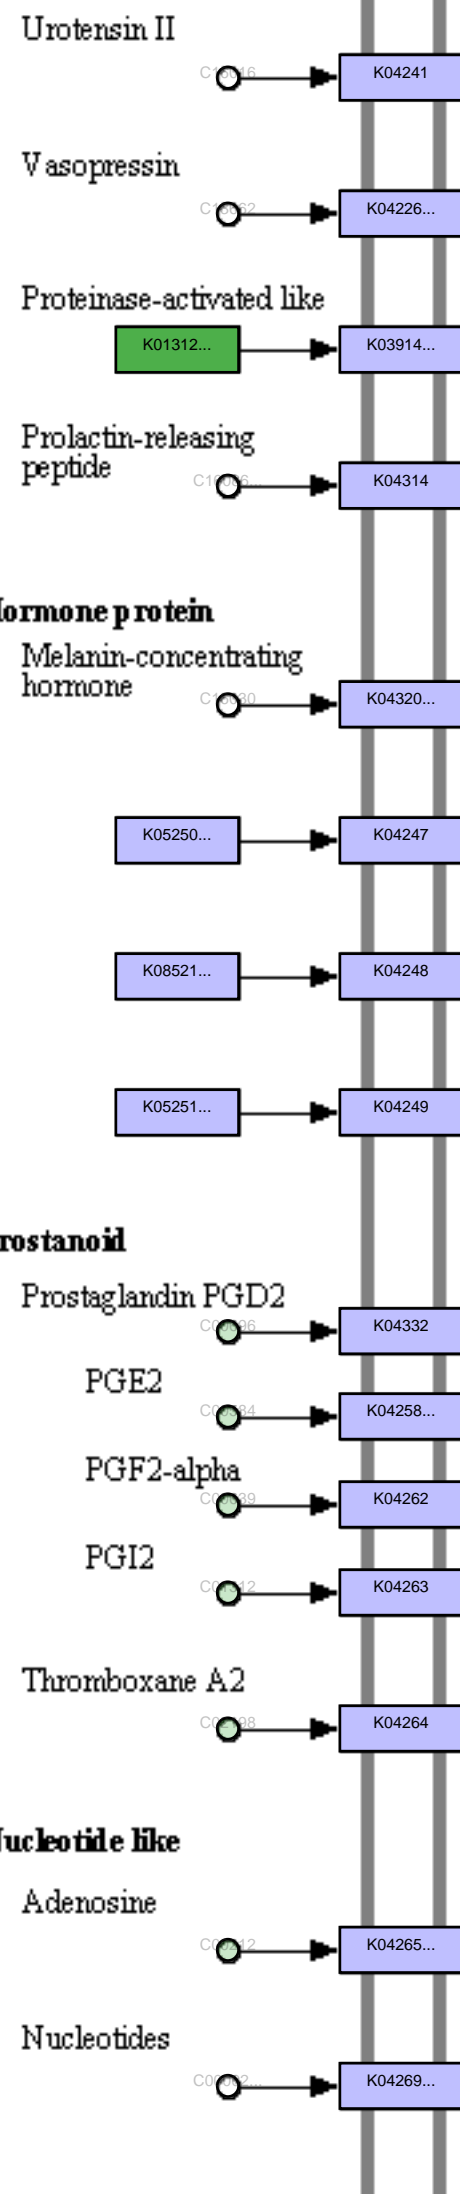 Urotensin II
K04241
Vasopressin
K04226...
Proteinase-activated like
K01312...
K03914...
Prolactin-releasing
peptide
K04314
Hormone protein
Melanin-concentrating
hormone
K04320...
K05250...
K04247
K08521...
K04248
K05251...
K04249
rostanoid
Prostaglandin PGD2
K04332
PGE2
K04258...
PGF2-alpha
K04262
PGI2
K04263
Thromboxane A2
K04264
Nucleotide like
Adenosine
K04265...
Nucleotides
K04269...